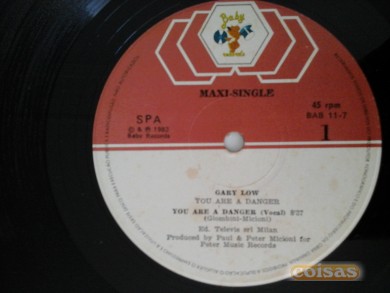 Baby
records
MAXI-SINGLE
SPA
℗ & © 1983
Baby Records
45 rpm
BAB 11-7
1
GARY LOW
YOU ARE A DANGER
YOU ARE A DANGER (Vocal) 8'27
(Giombini-Micioni)
Ed. Televis srl Milan
Produced by Paul & Peter Micioni for
Peter Music Records
coisas